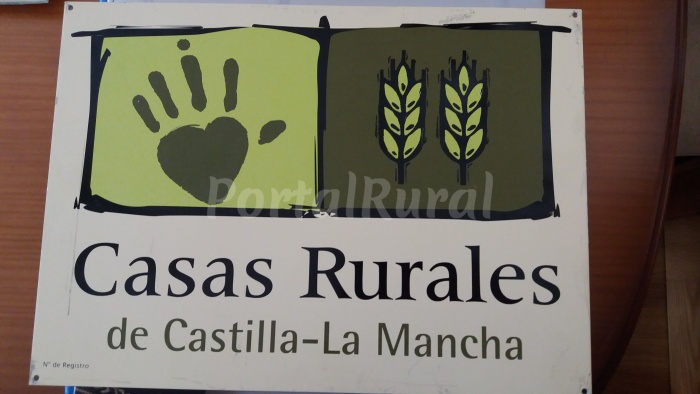 PortalRural
Casas Rurales
de Castilla-La Mancha
Nº de Registro